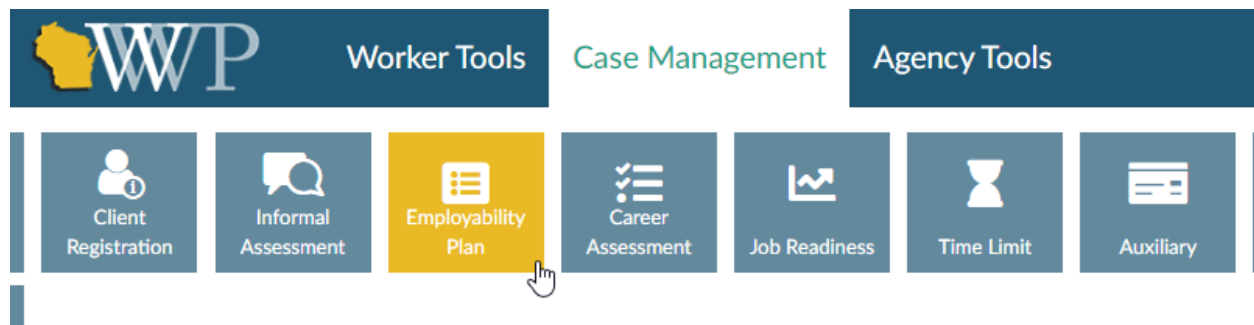 WWP Worker Tools Case Management Agency Tools
Client
Registration
Informal
Assessment
Employability
Plan
Career
Assessment
Job Readiness
Time Limit
Auxiliary